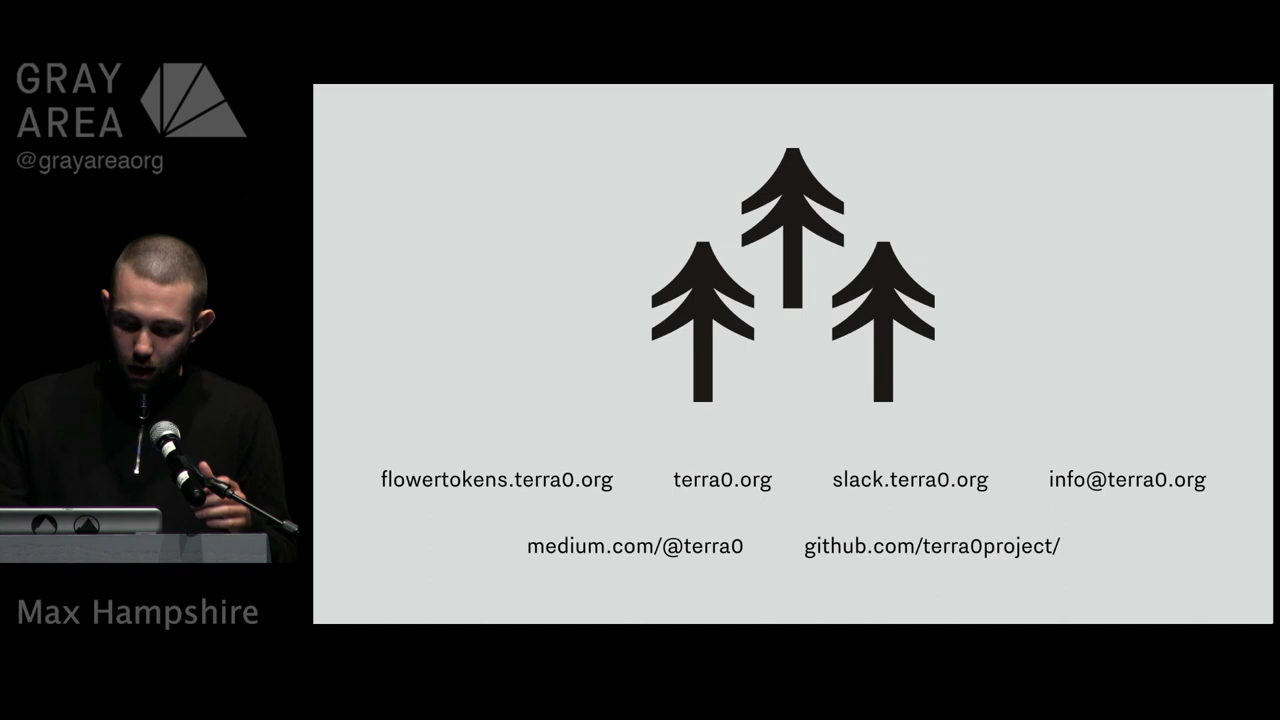 GRAY
AREA
@grayareaorg
flowertokens.terra0.org terra0.org slack.terra0.org info@terra0.org
medium.com/@terra0 github.com/terra0project/
Max Hampshire